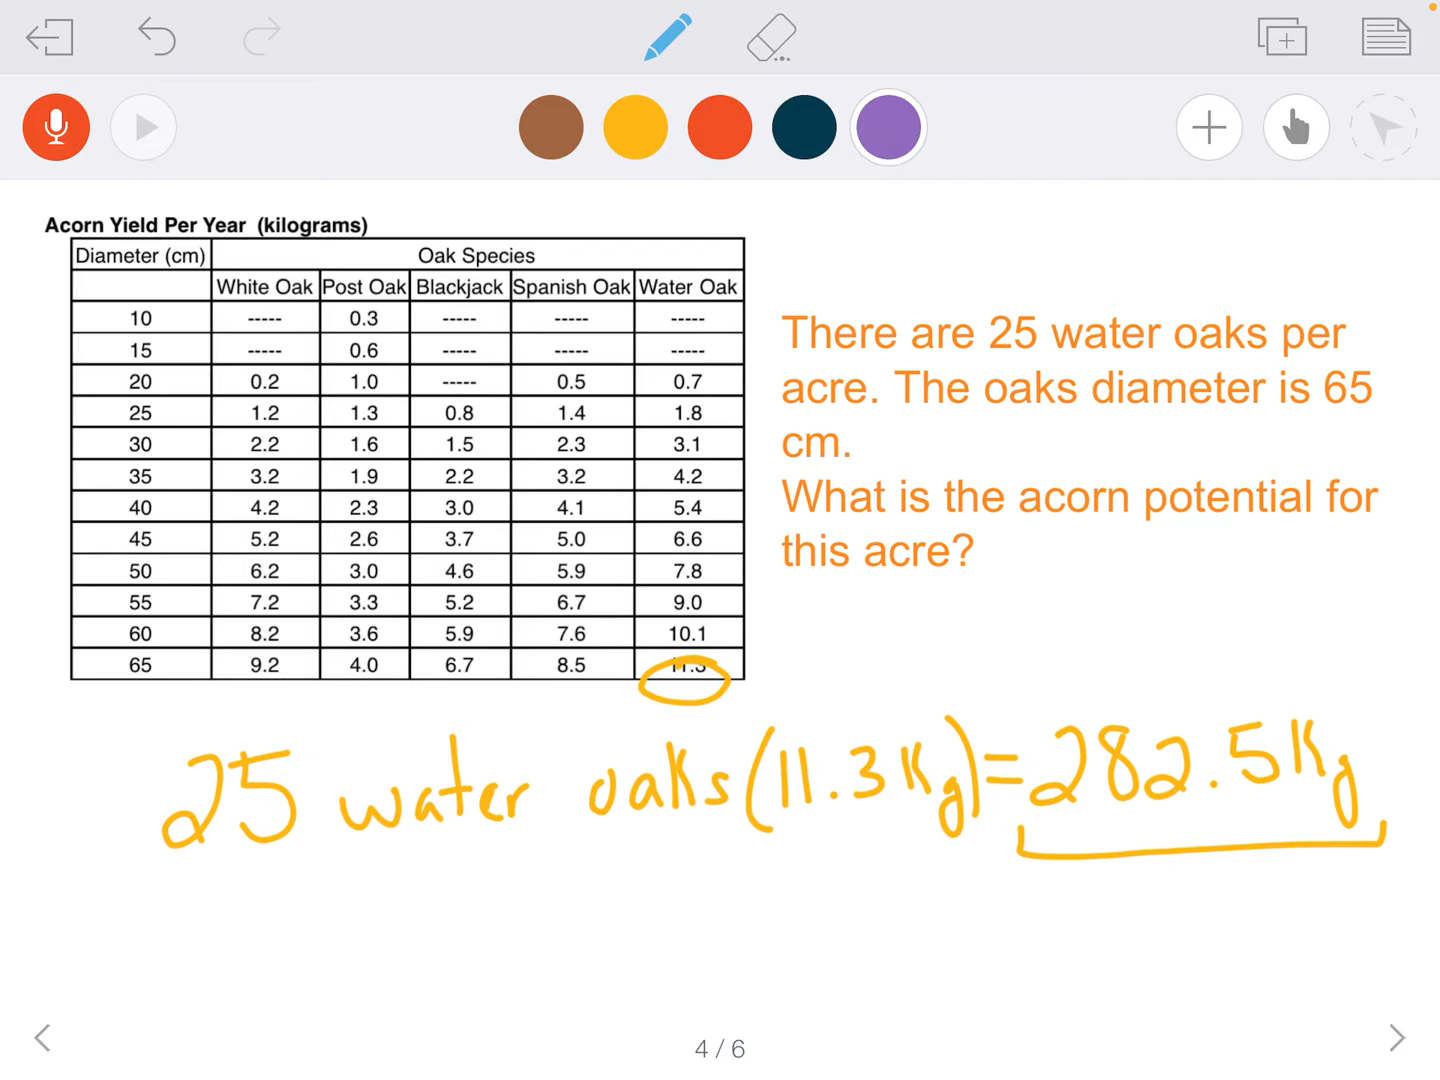 Acorn Yield Per Year (kilograms)
Diameter (cm) Oak Species
White Oak Post Oak Blackjack Spanish Oak Water Oak
10 ----- 0.3 ----- ----- -----
15 ----- 0.6 ----- ----- -----
20 0.2 1.0 ----- 0.5 0.7
25 1.2 1.3 0.8 1.4 1.8
30 2.2 1.6 1.5 2.3 3.1
35 3.2 1.9 2.2 3.2 4.2
40 4.2 2.3 3.0 4.1 5.4
45 5.2 2.6 3.7 5.0 6.6
50 6.2 3.0 4.6 5.9 7.8
55 7.2 3.3 5.2 6.7 9.0
60 8.2 3.6 5.9 7.6 10.1
65 9.2 4.0 6.7 8.5 11.3
There are 25 water oaks per
acre. The oaks diameter is 65
cm.
What is the acorn potential for
this acre?
25 water oaks (11.3 Kg) = 282.5 Kg
4 / 6